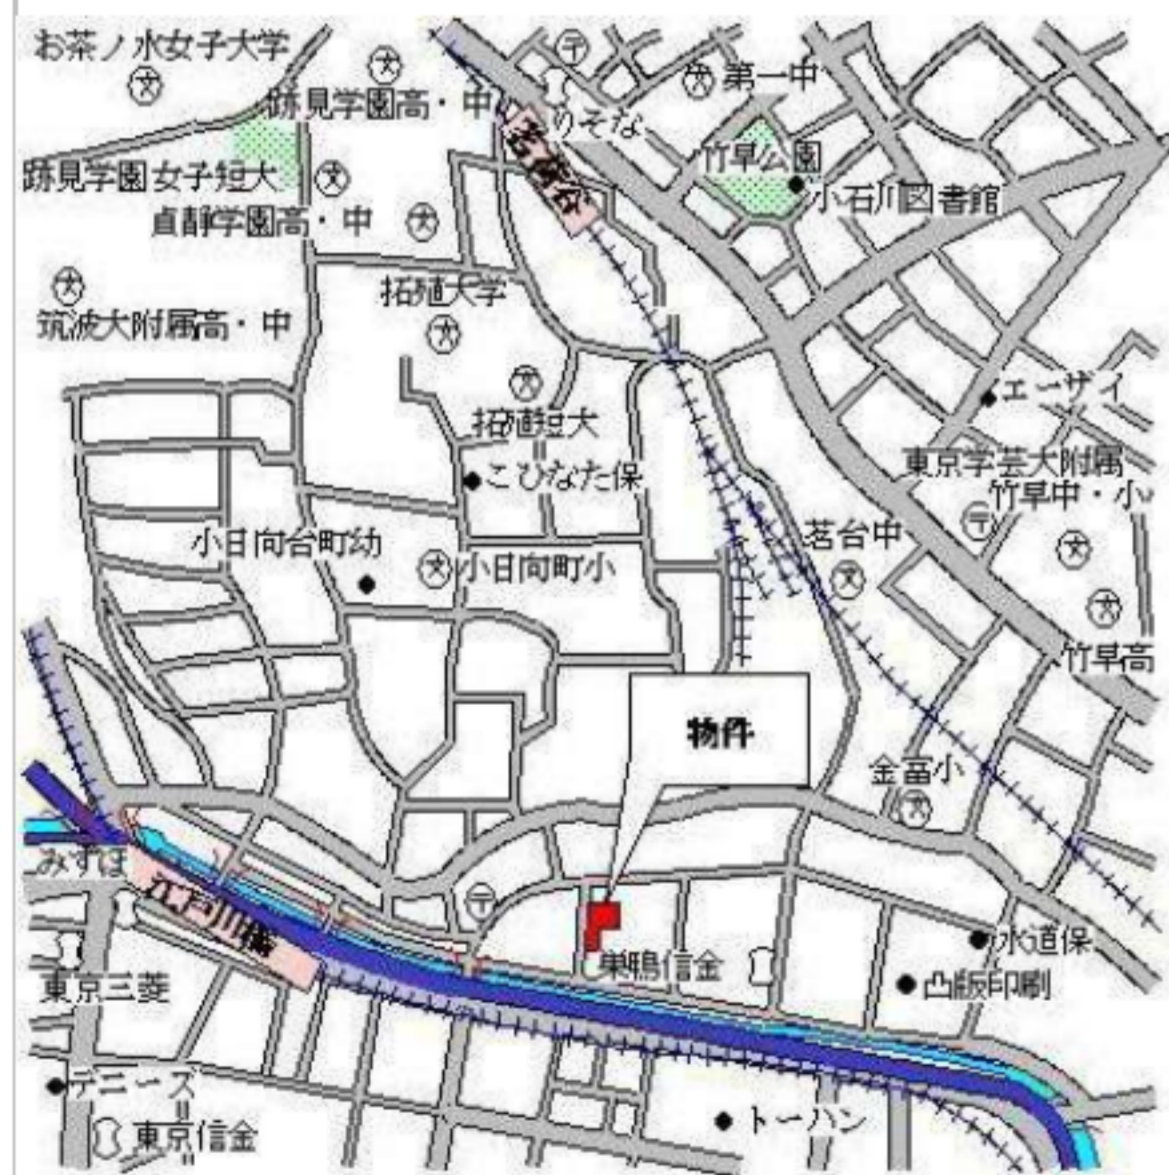 お茶ノ水女子大学
跡見学園高・中
りそな
第一中
茗荷谷
竹早公園
跡見学園女子短大
小石川図書館
貞静学園高・中
拓殖大学
筑波大附属高・中
エーザイ
拓殖短大
東京学芸大附属
竹早中・小
こひなた保
茗台中
小日向台町幼
小日向町小
竹早高
物件
金富小
みずほ
江戸川橋
水道保
巣鴨信金
東京三菱
凸版印刷
デニーズ
トーハン
東京信金